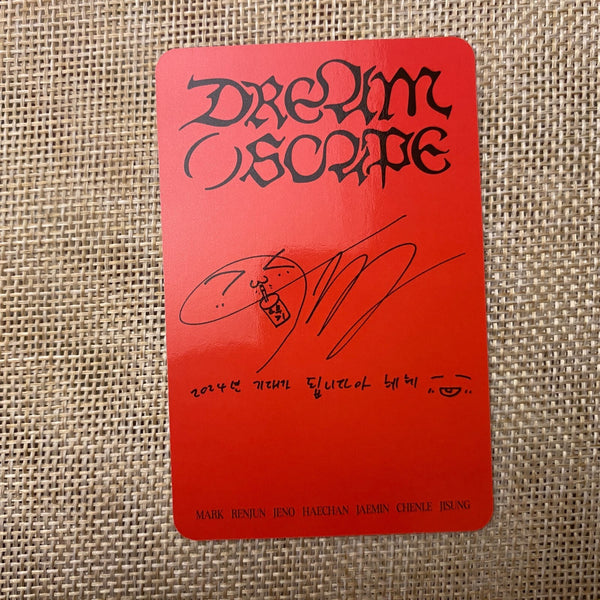 DREAM
()SCAPE
2024년 기대가 됩니다아 헤헤
MARK RENJUN JENO HAECHAN JAEMIN CHENLE JISUNG